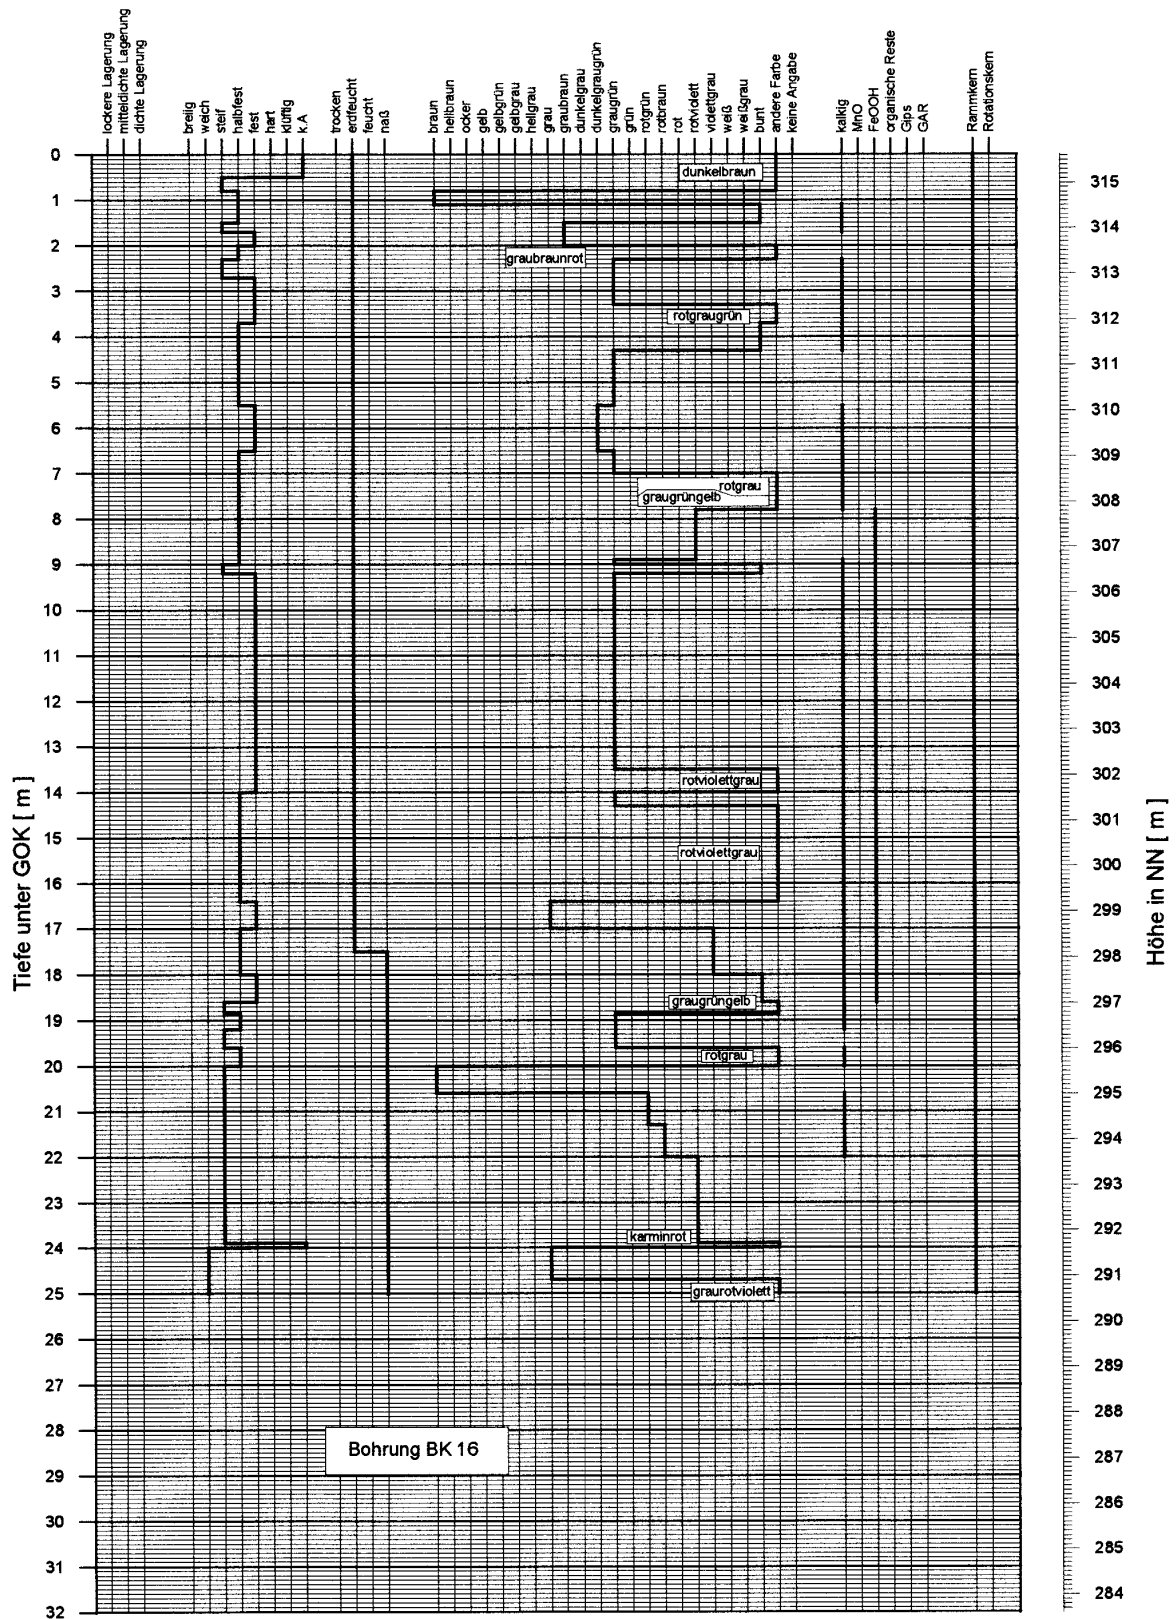 lockere Lagerung
mitteldichte Lagerung
dichte Lagerung
breiig
weich
steif
halbfest
fest
hart
klüftig
k.A
trocken
erdfeucht
feucht
naß
braun
hellbraun
ocker
gelb
gelbgrün
gelbgrau
hellgrau
grau
graubraun
dunkelgrau
dunkelgraugrün
graugrün
grün
rotgrün
rotbraun
rot
rotviolett
violettgrau
weiß
weißgrau
bunt
andere Farbe
keine Angabe
kalkig
MnO
FeOOH
organische Reste
Gips
GAR
Rammkern
Rotationskern
Tiefe unter GOK [ m ]
0
1
2
3
4
5
6
7
8
9
10
11
12
13
14
15
16
17
18
19
20
21
22
23
24
25
26
27
28
29
30
31
32
dunkelbraun
graubraunrot
rotgraugrün
rotgrau
graugrüngelb
rotviolettgrau
rotviolettgrau
graugrüngelb
rotgrau
karminrot
graurotviolett
Bohrung BK 16
315
314
313
312
311
310
309
308
307
306
305
304
303
302
301
300
299
298
297
296
295
294
293
292
291
290
289
288
287
286
285
284
Höhe in NN [ m ]